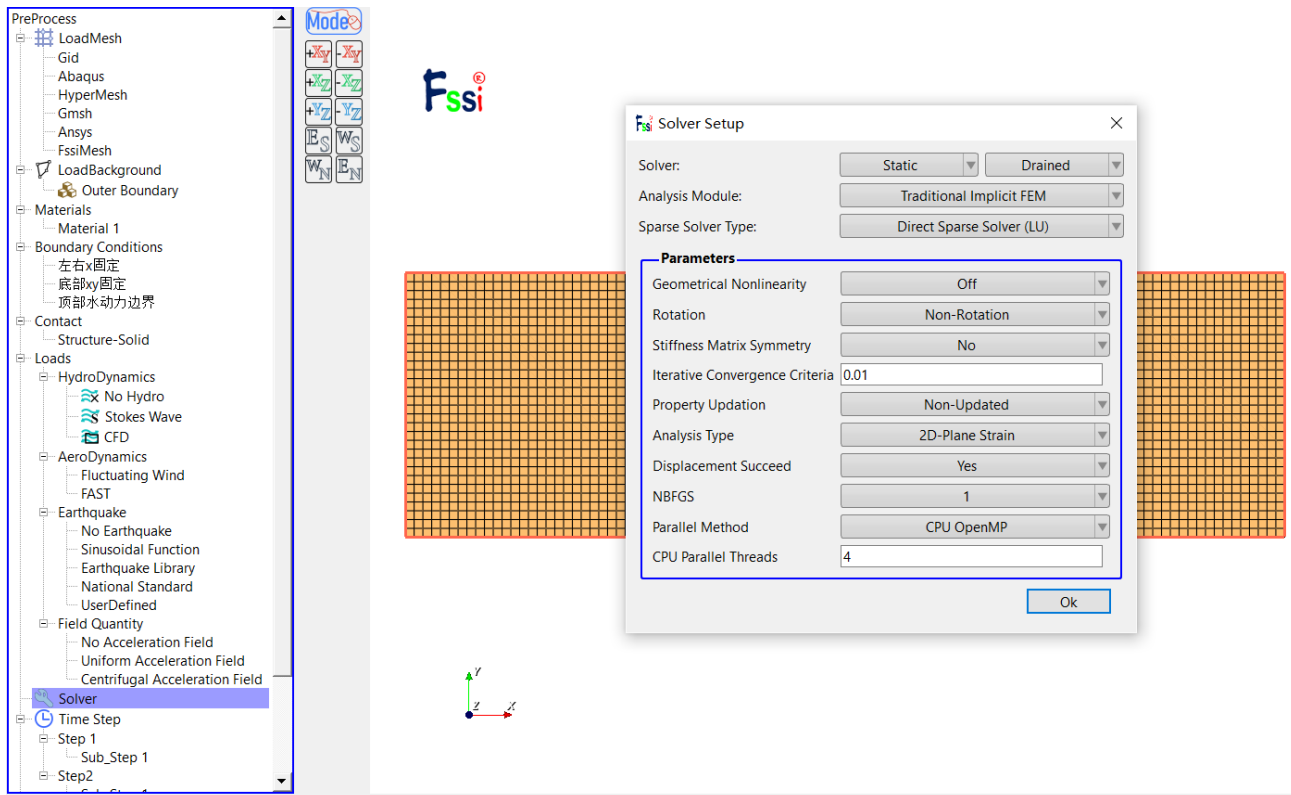 PreProcess
LoadMesh
Gid
Abaqus
HyperMesh
Gmsh
Ansys
FssiMesh
LoadBackground
Outer Boundary
Materials
Material 1
Boundary Conditions
左右x固定
底部xy固定
顶部水动力边界
Contact
Structure-Solid
Loads
HydroDynamics
No Hydro
Stokes Wave
CFD
AeroDynamics
Fluctuating Wind
FAST
Earthquake
No Earthquake
Sinusoidal Function
Earthquake Library
National Standard
UserDefined
Field Quantity
No Acceleration Field
Uniform Acceleration Field
Centrifugal Acceleration Field
Solver
Time Step
Step 1
Sub_Step 1
Step2
Mode
+XY -XY
+XZ -XZ
+YZ -YZ
ES WS
WN EN
Fssi®
Fssi Solver Setup
Solver: Static Drained
Analysis Module: Traditional Implicit FEM
Sparse Solver Type: Direct Sparse Solver (LU)
Parameters
Geometrical Nonlinearity Off
Rotation Non-Rotation
Stiffness Matrix Symmetry No
Iterative Convergence Criteria 0.01
Property Updation Non-Updated
Analysis Type 2D-Plane Strain
Displacement Succeed Yes
NBFGS 1
Parallel Method CPU OpenMP
CPU Parallel Threads 4
Ok
Y
Z X